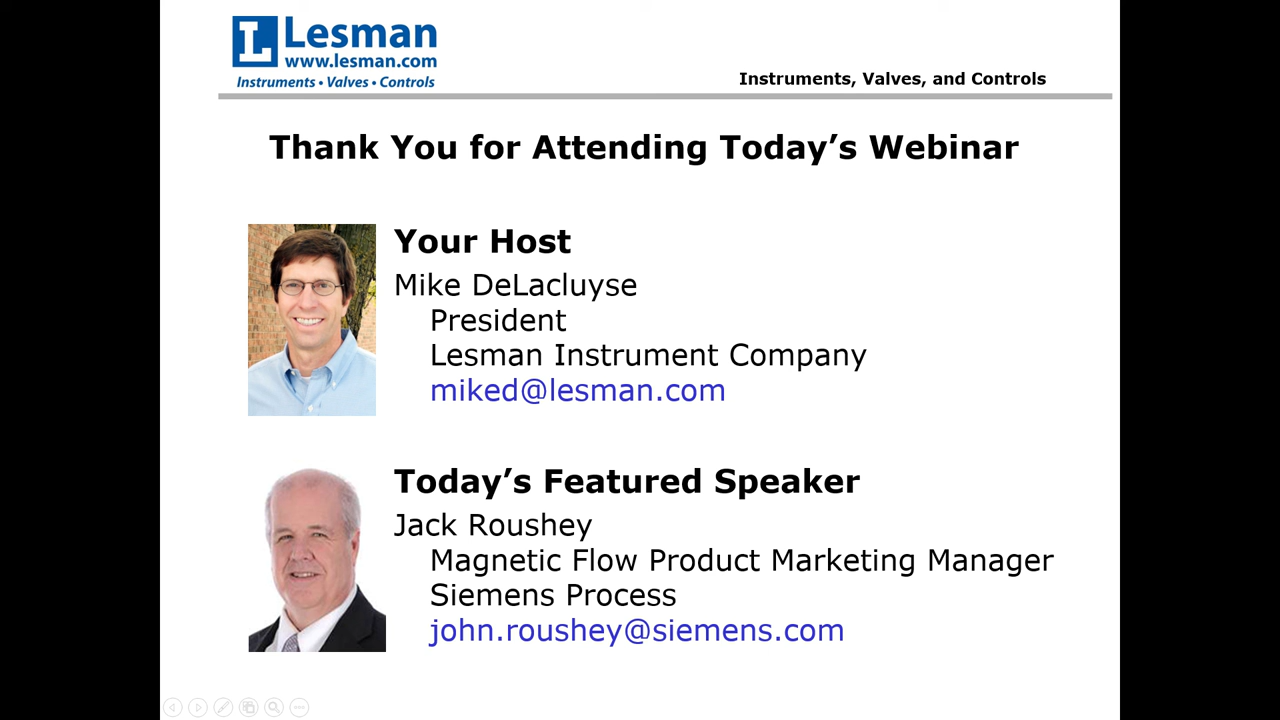 Lesman
www.lesman.com
Instruments • Valves • Controls
Instruments, Valves, and Controls
Thank You for Attending Today’s Webinar
Your Host
Mike DeLacluyse
President
Lesman Instrument Company
miked@lesman.com
Today’s Featured Speaker
Jack Roushey
Magnetic Flow Product Marketing Manager
Siemens Process
john.roushey@siemens.com